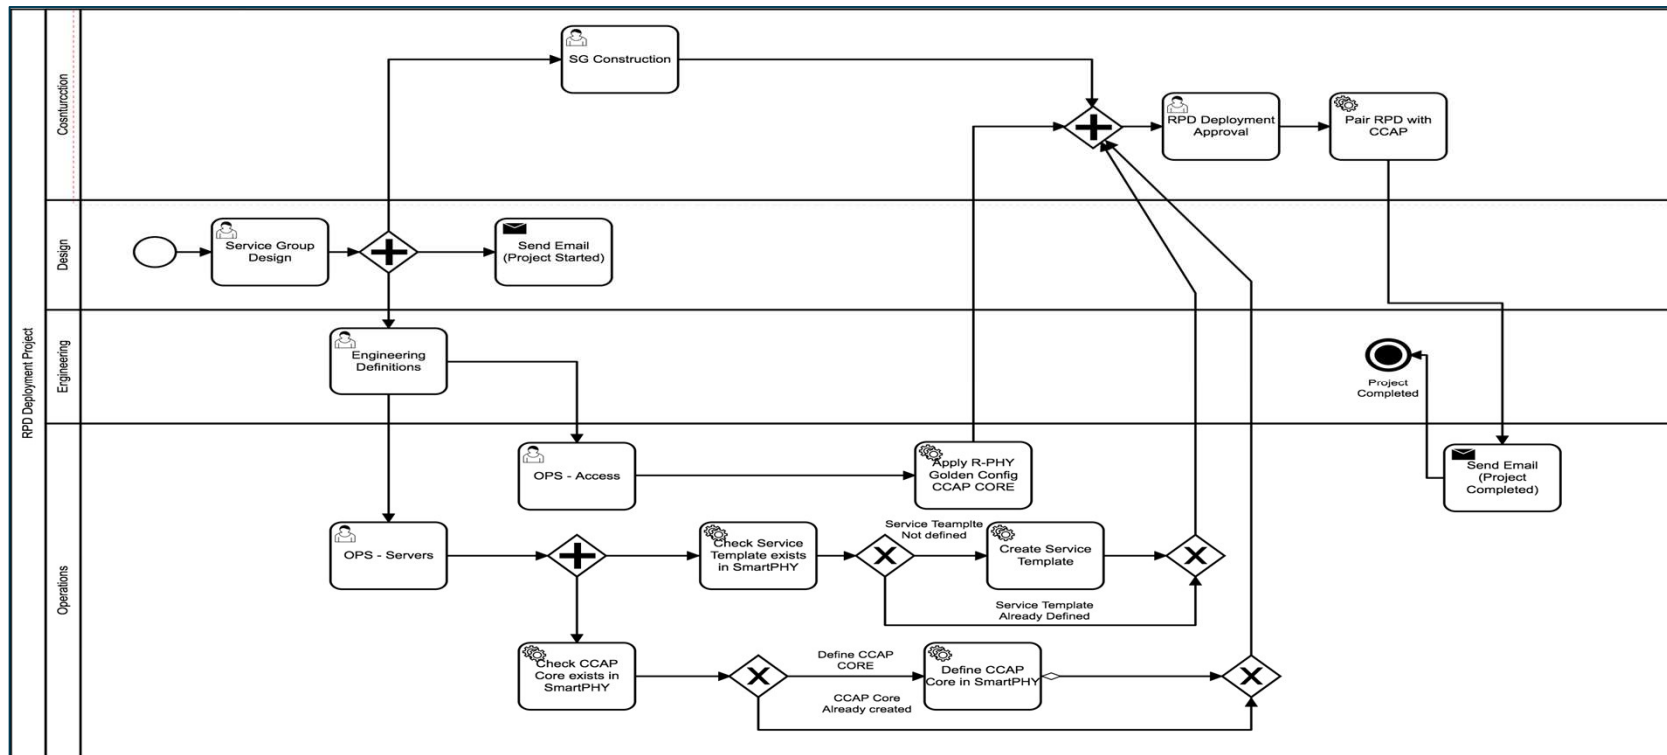 RPD Deployment Project
Cosnturcction
SG Construction
RPD Deployment
Approval
Pair RPD with
CCAP
Design
Service Group
Design
Send Email
(Project Started)
Engineering
Engineering
Definitions
Project
Completed
Operations
OPS - Access
Apply R-PHY
Golden Config
CCAP CORE
Send Email
(Project
Completed)
OPS - Servers
Check Service
Template exists
in SmartPHY
Service Teamplte
Not defined
Create Service
Template
Service Template
Already Defined
Check CCAP
Core exists in
SmartPHY
Define CCAP
CORE
CCAP Core
Already created
Define CCAP
Core in SmartPHY